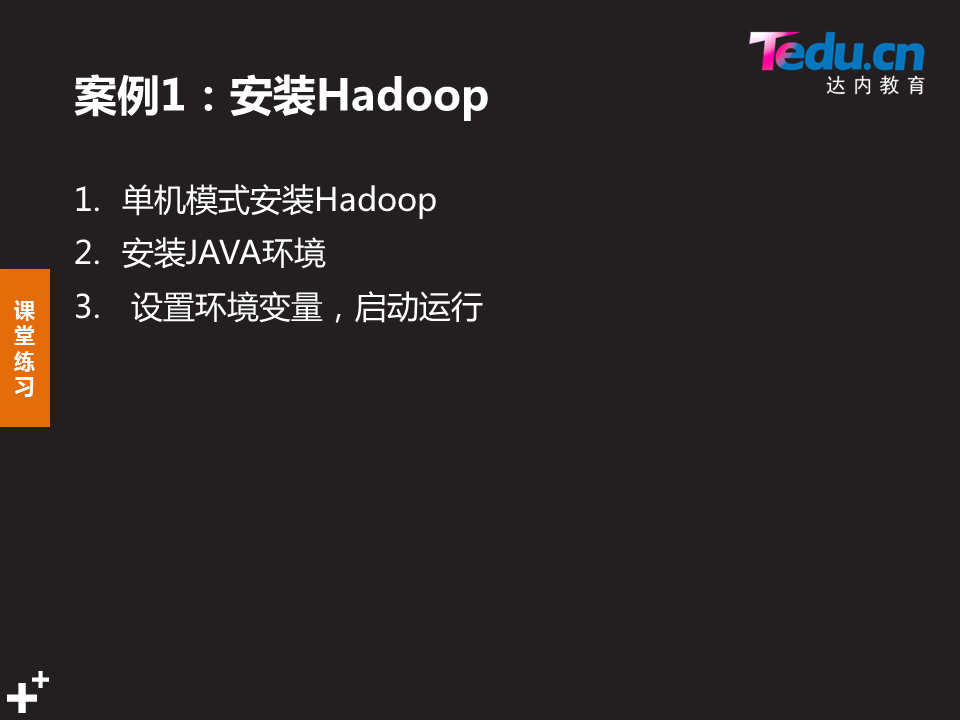 Tedu.cn
达内教育
案例1：安装Hadoop
1. 单机模式安装Hadoop
2. 安装JAVA环境
3. 设置环境变量，启动运行
课
堂
练
习